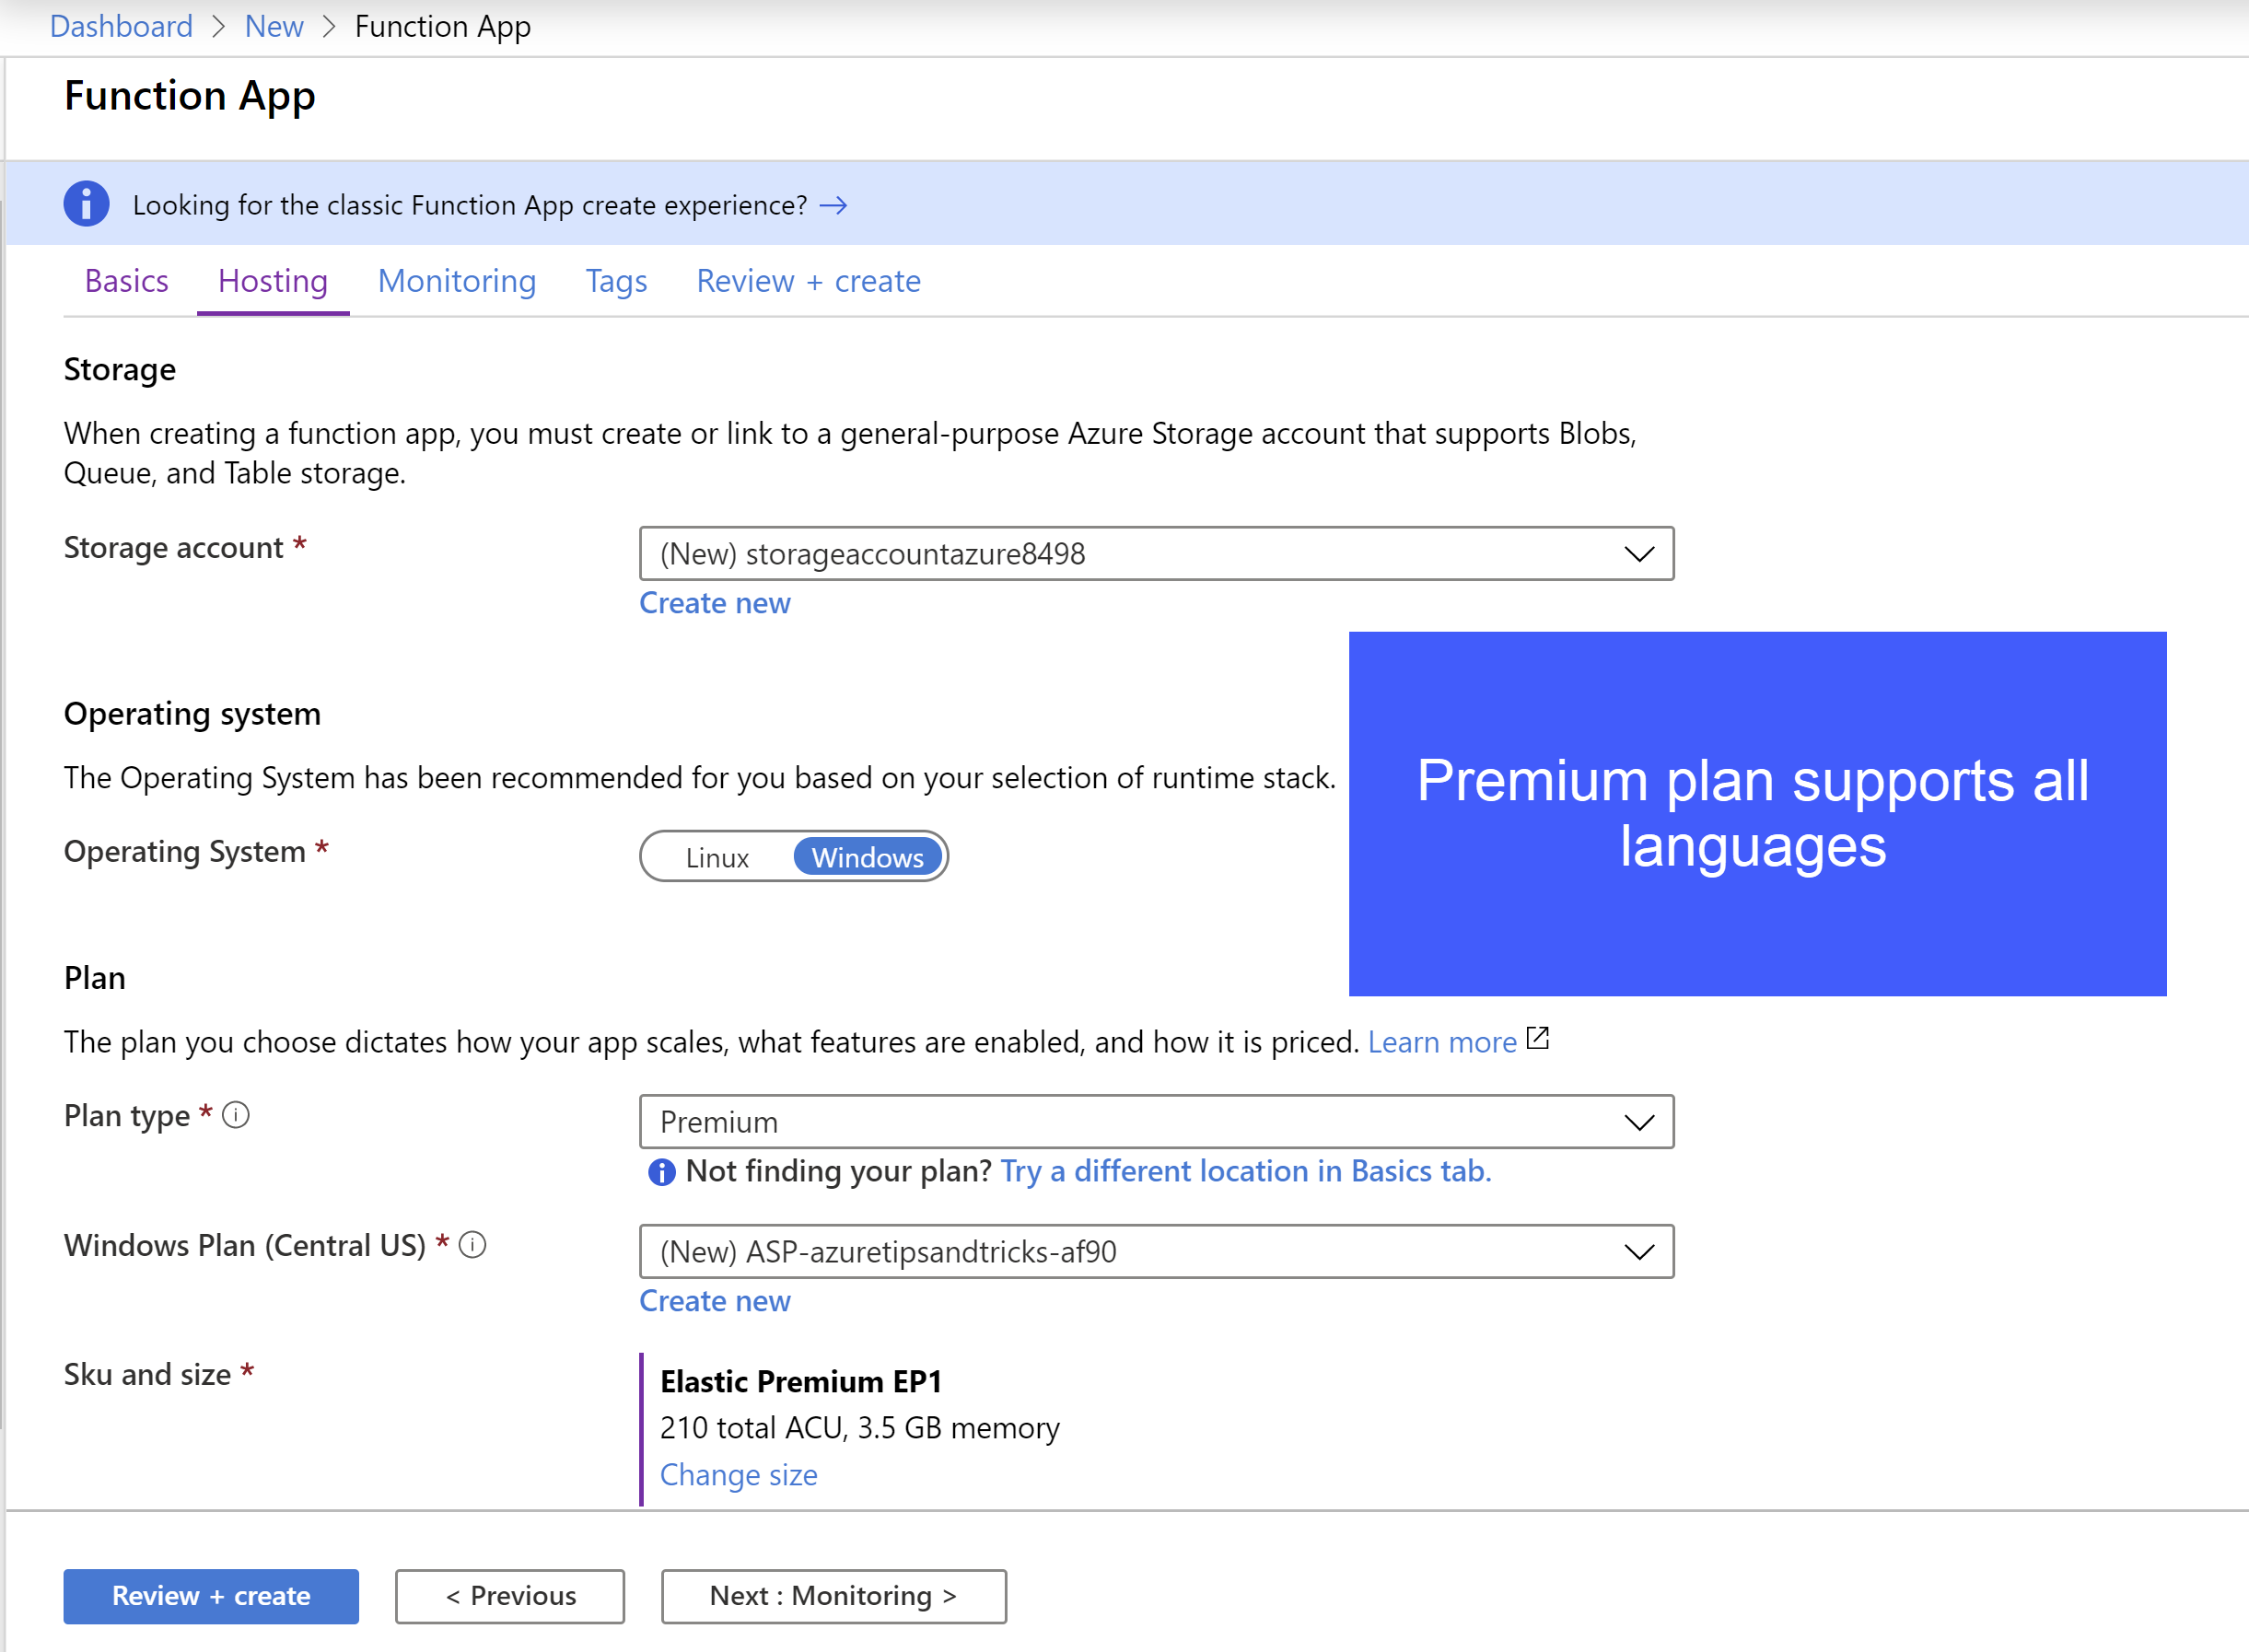 Dashboard > New > Function App
Function App
Looking for the classic Function App create experience? →
Basics Hosting Monitoring Tags Review + create
Storage
When creating a function app, you must create or link to a general-purpose Azure Storage account that supports Blobs,
Queue, and Table storage.
Storage account * (New) storageaccountazure8498
Create new
Operating system
The Operating System has been recommended for you based on your selection of runtime stack.
Operating System * Linux Windows
Premium plan supports all
languages
Plan
The plan you choose dictates how your app scales, what features are enabled, and how it is priced. Learn more
Plan type * Premium
Not finding your plan? Try a different location in Basics tab.
Windows Plan (Central US) * (New) ASP-azuretipsandtricks-af90
Create new
Sku and size * Elastic Premium EP1
210 total ACU, 3.5 GB memory
Change size
Review + create < Previous Next : Monitoring >